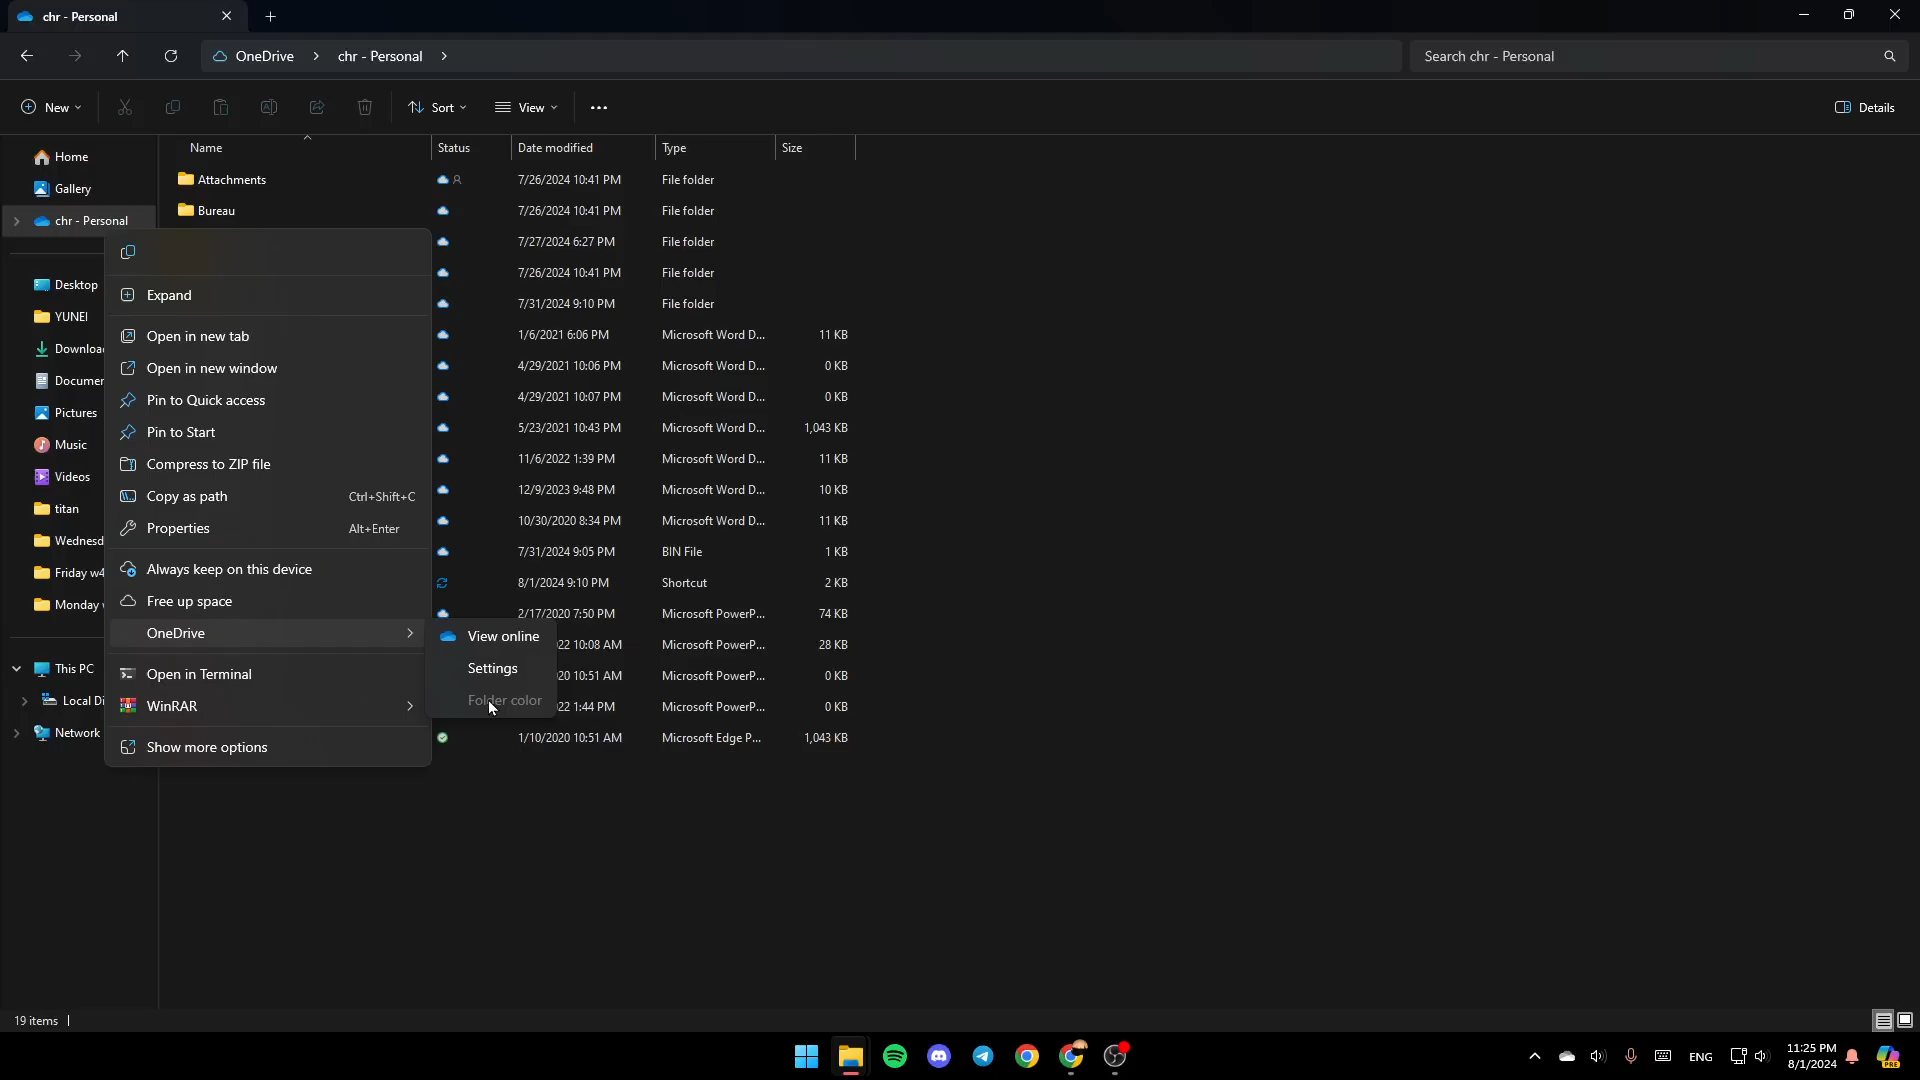 chr - Personal
OneDrive > chr - Personal >
Search chr - Personal
New
Sort
View
Details
Home
Gallery
chr - Personal
Desktop
YUNEI
Pictures
Music
Videos
titan
This PC
Network
Name Status Date modified Type Size
Attachments 7/26/2024 10:41 PM File folder
Bureau 7/26/2024 10:41 PM File folder
7/27/2024 6:27 PM File folder
7/26/2024 10:41 PM File folder
7/31/2024 9:10 PM File folder
1/6/2021 6:06 PM Microsoft Word D... 11 KB
4/29/2021 10:06 PM Microsoft Word D... 0 KB
4/29/2021 10:07 PM Microsoft Word D... 0 KB
5/23/2021 10:43 PM Microsoft Word D... 1,043 KB
11/6/2022 1:39 PM Microsoft Word D... 11 KB
12/9/2023 9:48 PM Microsoft Word D... 10 KB
10/30/2020 8:34 PM Microsoft Word D... 11 KB
7/31/2024 9:05 PM BIN File 1 KB
8/1/2024 9:10 PM Shortcut 2 KB
2/17/2020 7:50 PM Microsoft PowerP... 74 KB
22 10:08 AM Microsoft PowerP... 28 KB
20 10:51 AM Microsoft PowerP... 0 KB
22 1:44 PM Microsoft PowerP... 0 KB
1/10/2020 10:51 AM Microsoft Edge P... 1,043 KB
Expand
Open in new tab
Open in new window
Pin to Quick access
Pin to Start
Compress to ZIP file
Copy as path Ctrl+Shift+C
Properties Alt+Enter
Always keep on this device
Free up space
OneDrive
Open in Terminal
WinRAR
Show more options
View online
Settings
Folder color
19 items
ENG
11:25 PM
8/1/2024
PRE